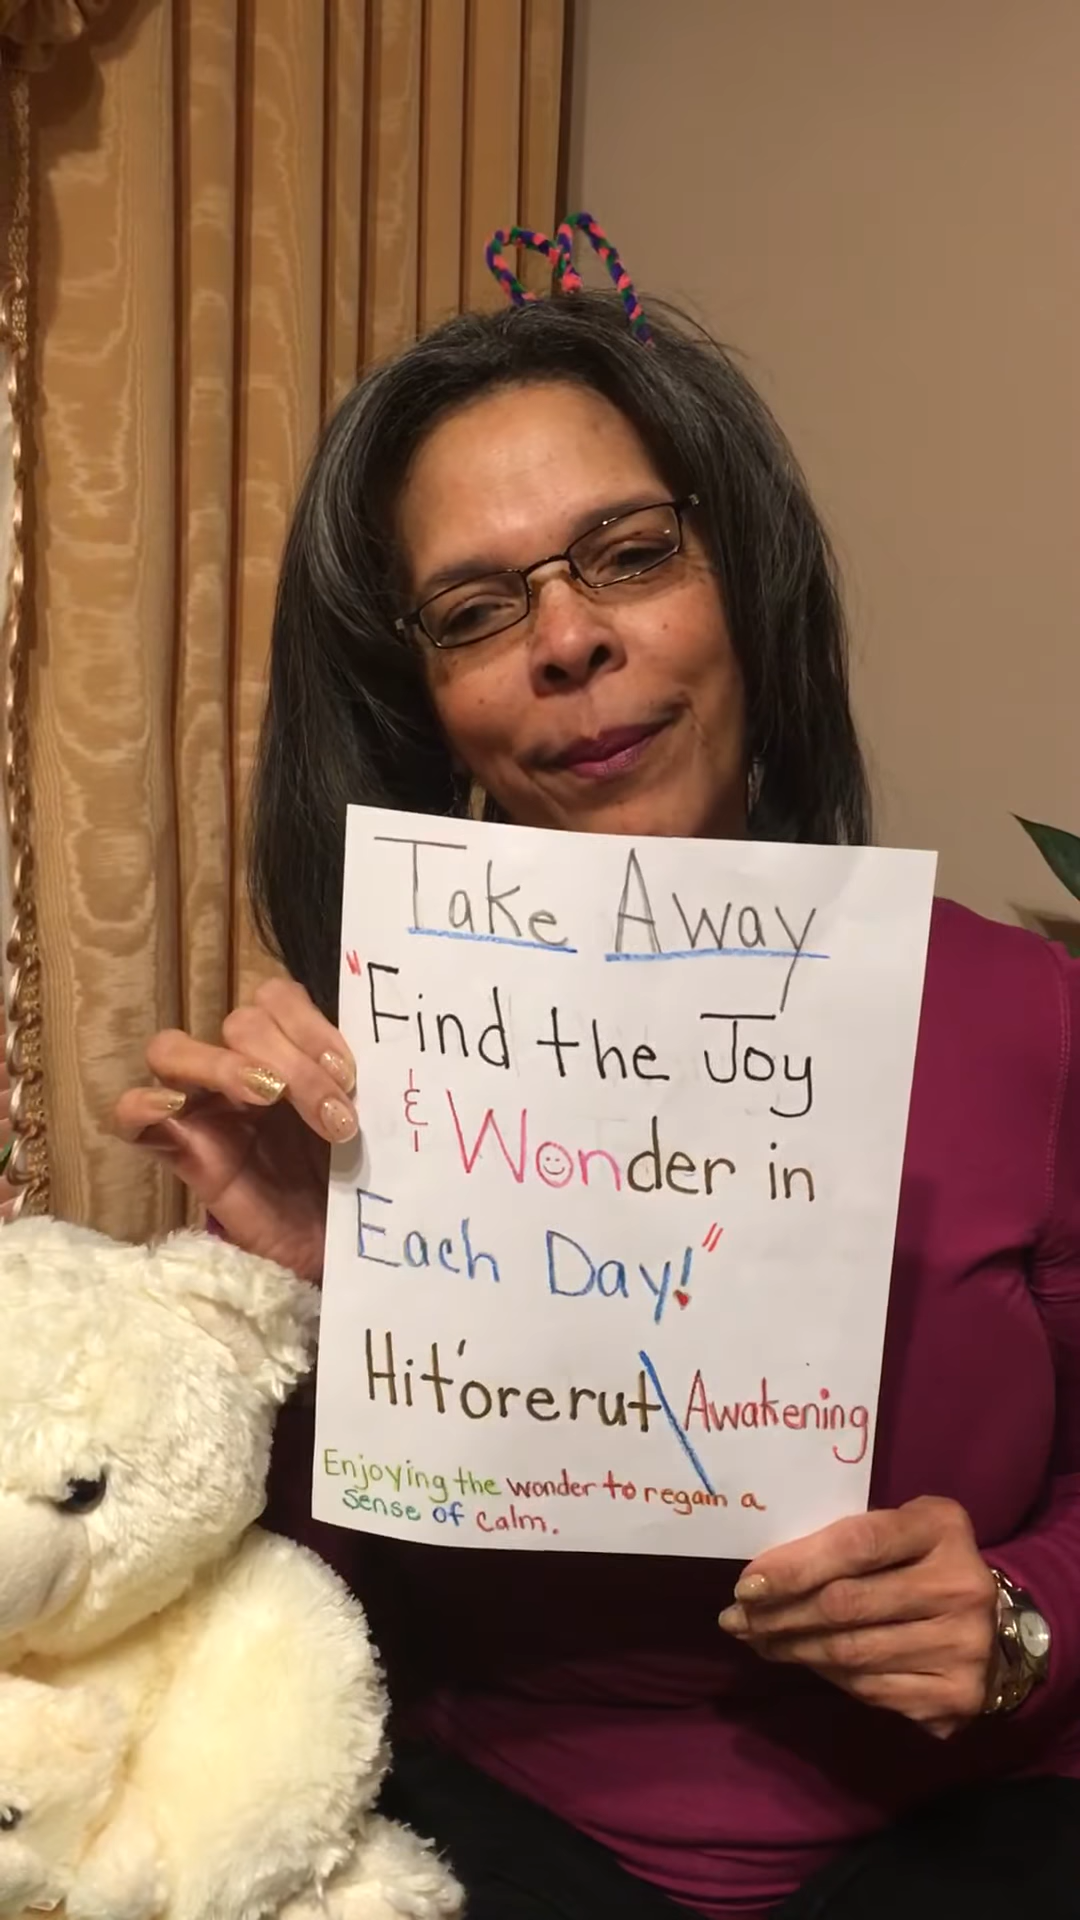 Take Away
"Find the Joy
& Wonder in
Each Day!"
Hit'orerut\Awakening
Enjoying the wonder to regain a
sense of calm.